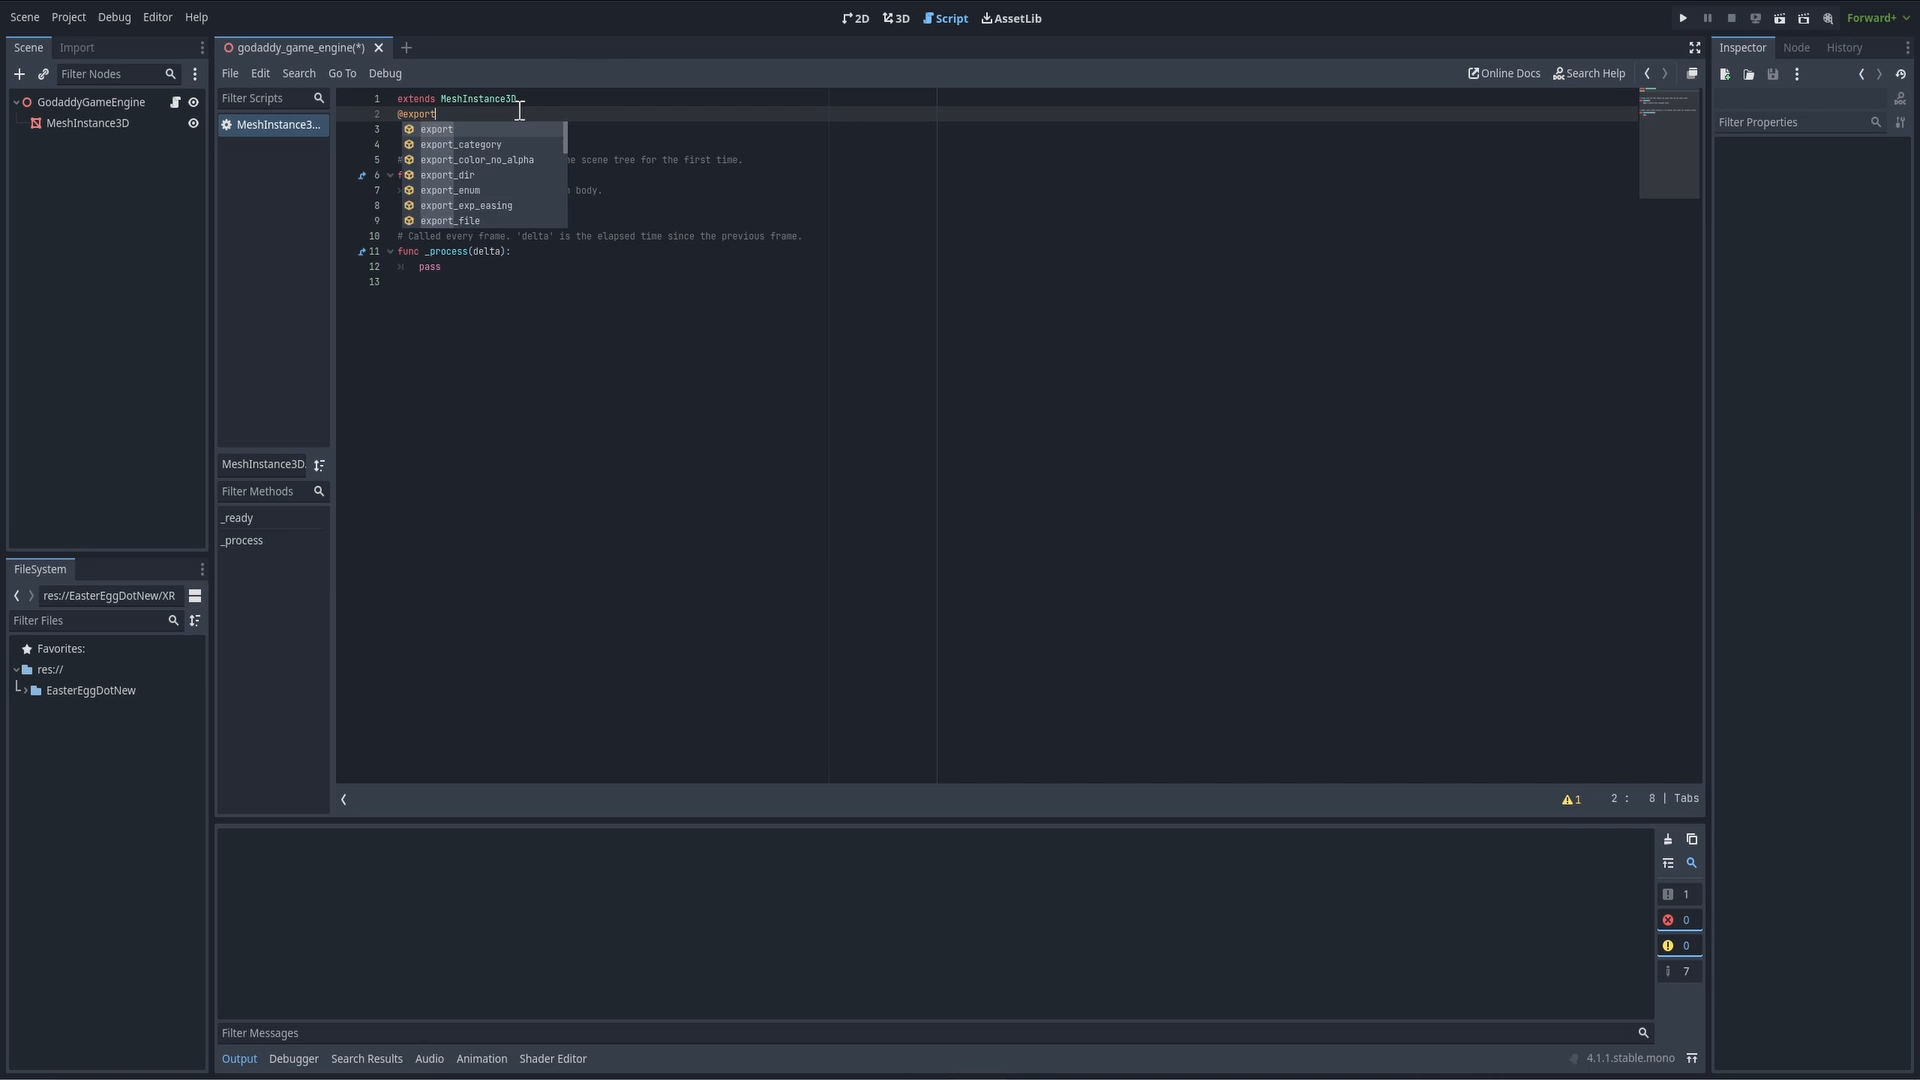 Scene Project Debug Editor Help
2D 3D Script AssetLib
Forward+
Scene Import
godaddy_game_engine(*)
Inspector Node History
Filter Nodes
File Edit Search Go To Debug
Online Docs Search Help
GodaddyGameEngine
MeshInstance3D
Filter Scripts
MeshInstance3...
1 extends MeshInstance3D
2 @export
3 export
4 export_category
5 # export_color_no_alpha he scene tree for the first time.
6 f export_dir
7 export_enum n body.
8 export_exp_easing
9 export_file
10 # Called every frame. 'delta' is the elapsed time since the previous frame.
11 func _process(delta):
12 pass
13
Filter Properties
MeshInstance3D.
Filter Methods
_ready
_process
FileSystem
res://EasterEggDotNew/XR
Filter Files
Favorites:
res://
EasterEggDotNew
1 2 : 8 | Tabs
1
0
0
7
Filter Messages
Output Debugger Search Results Audio Animation Shader Editor
4.1.1.stable.mono